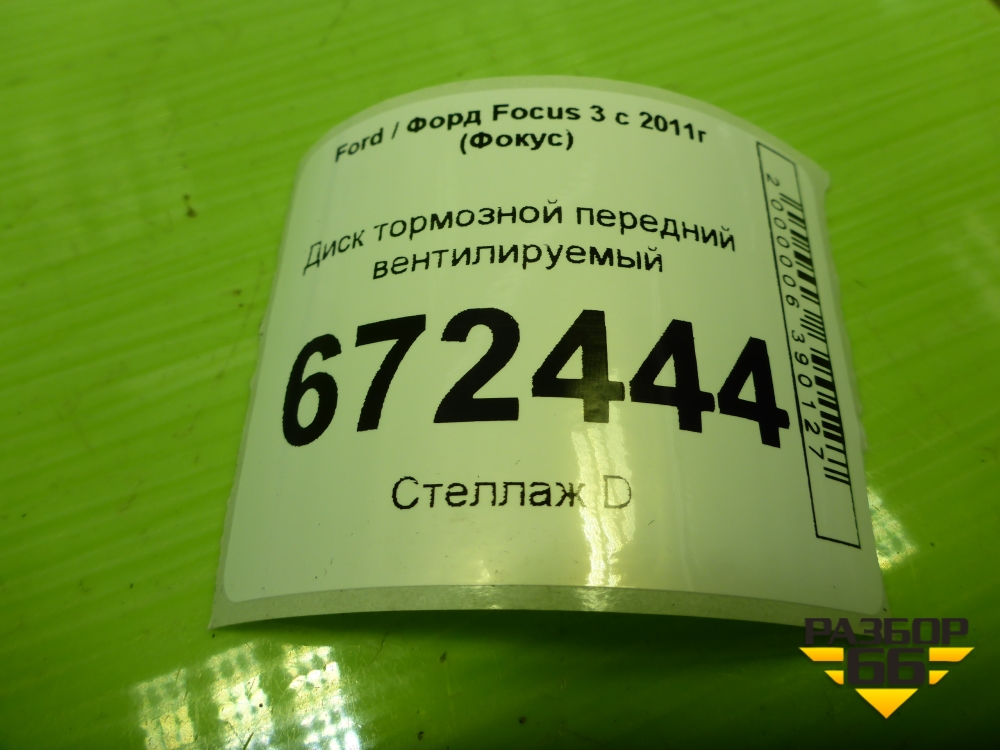 Ford / Форд Focus 3 с 2011г
(Фокус)
Диск тормозной передний
вентилируемый
672444
Стеллаж D
2000006390127
РАЗБОР
66